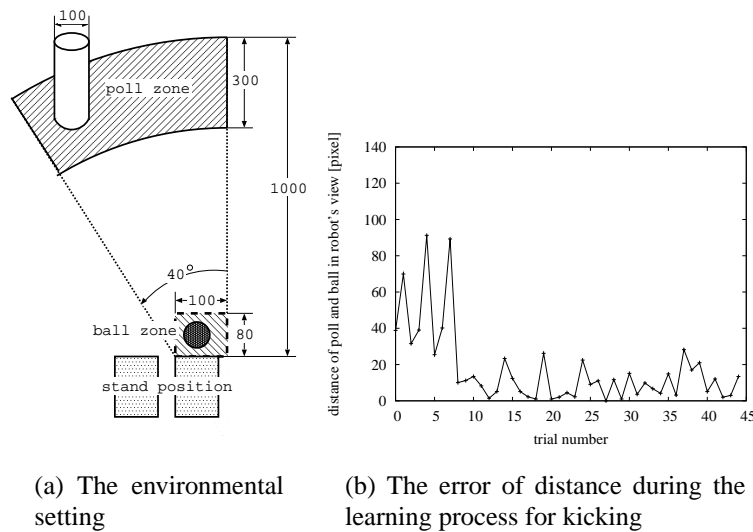 100
poll zone
300
1000
40°
100
ball zone
80
stand position
distance of poll and ball in robot's view [pixel]
140
120
100
80
60
40
20
0
0 5 10 15 20 25 30 35 40 45
trial number
(a) The environmental
setting
(b) The error of distance during the
learning process for kicking